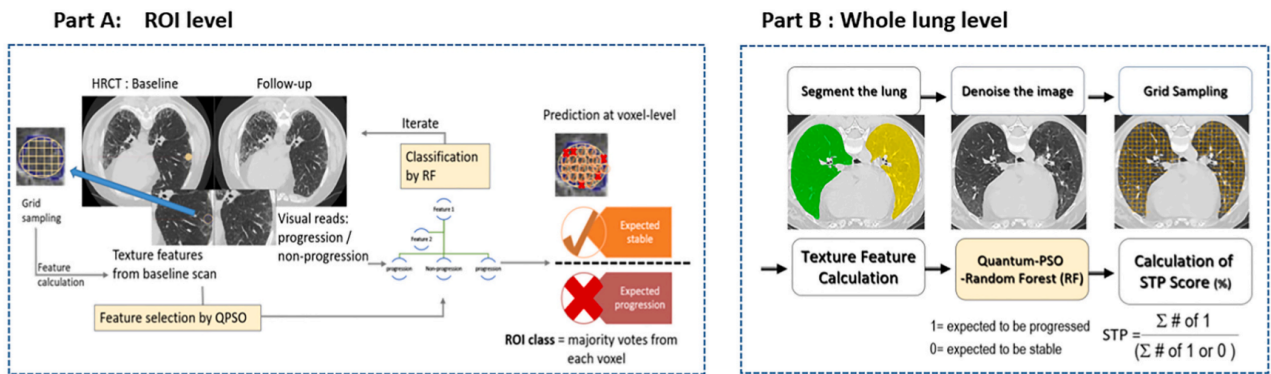 Part A: ROI level
HRCT : Baseline
Follow-up
Iterate
Classification
by RF
Prediction at voxel-level
Grid
sampling
Feature
calculation
Texture features
from baseline scan
Visual reads:
progression /
non-progression
Feature selection by QPSO
Feature 1
Feature 2
progression
Non-progression
progression
Expected
stable
Expected
progression
ROI class = majority votes from
each voxel
Part B : Whole lung level
Segment the lung
Denoise the image
Grid Sampling
Texture Feature
Calculation
Quantum-PSO
-Random Forest (RF)
Calculation of
STP Score (%)
1= expected to be progressed
0= expected to be stable
STP = Σ # of 1
(Σ # of 1 or 0 )